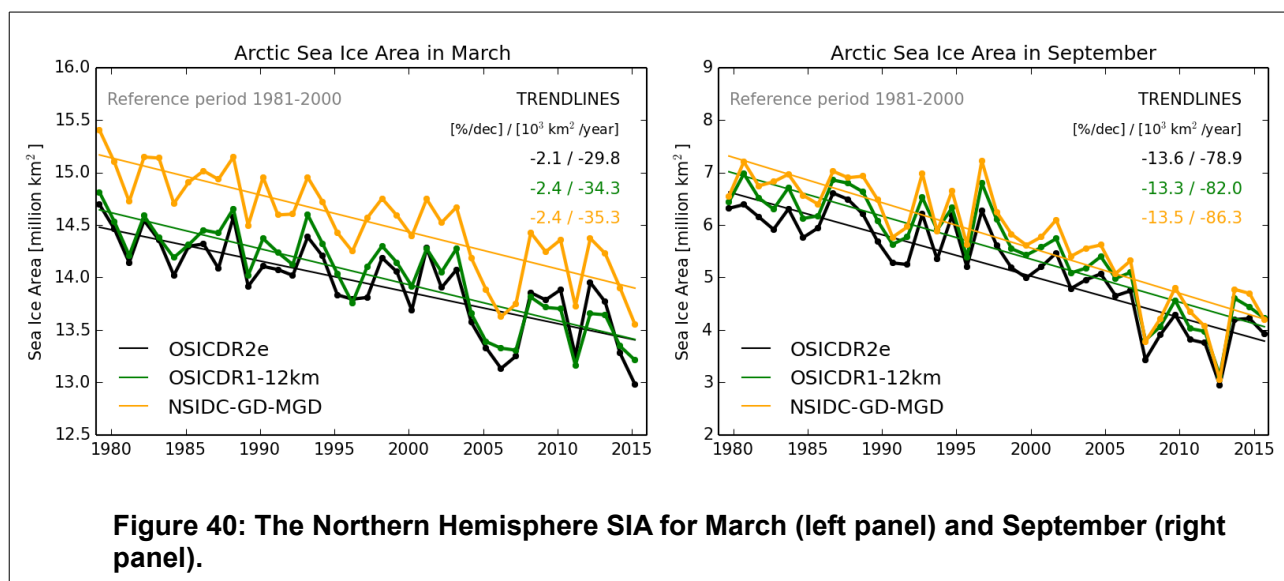 Arctic Sea Ice Area in March
16.0
15.5
15.0
14.5
14.0
13.5
13.0
12.5
Sea Ice Area [million km² ]
Reference period 1981-2000
TRENDLINES
[%/dec] / [10³ km² /year]
-2.1 / -29.8
-2.4 / -34.3
-2.4 / -35.3
OSICDR2e
OSICDR1-12km
NSIDC-GD-MGD
1980 1985 1990 1995 2000 2005 2010 2015
Arctic Sea Ice Area in September
9
8
7
6
5
4
3
2
Sea Ice Area [million km² ]
Reference period 1981-2000
TRENDLINES
[%/dec] / [10³ km² /year]
-13.6 / -78.9
-13.3 / -82.0
-13.5 / -86.3
OSICDR2e
OSICDR1-12km
NSIDC-GD-MGD
1980 1985 1990 1995 2000 2005 2010 2015
Figure 40: The Northern Hemisphere SIA for March (left panel) and September (right
panel).